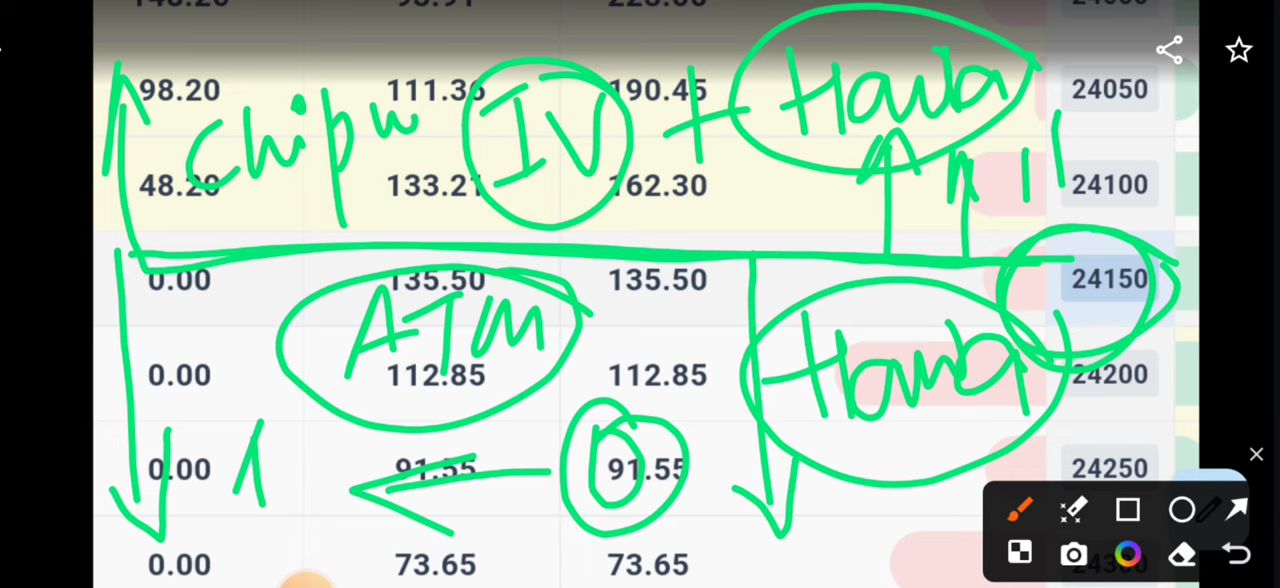 98.20 111.36 190.45 24050
Chipu IV + Hawa
48.20 133.21 162.30 24100
0.00 135.50 135.50 24150
ATM
0.00 112.85 112.85 24200
0.00 91.55 91.55 24250
0.00 73.65 73.65